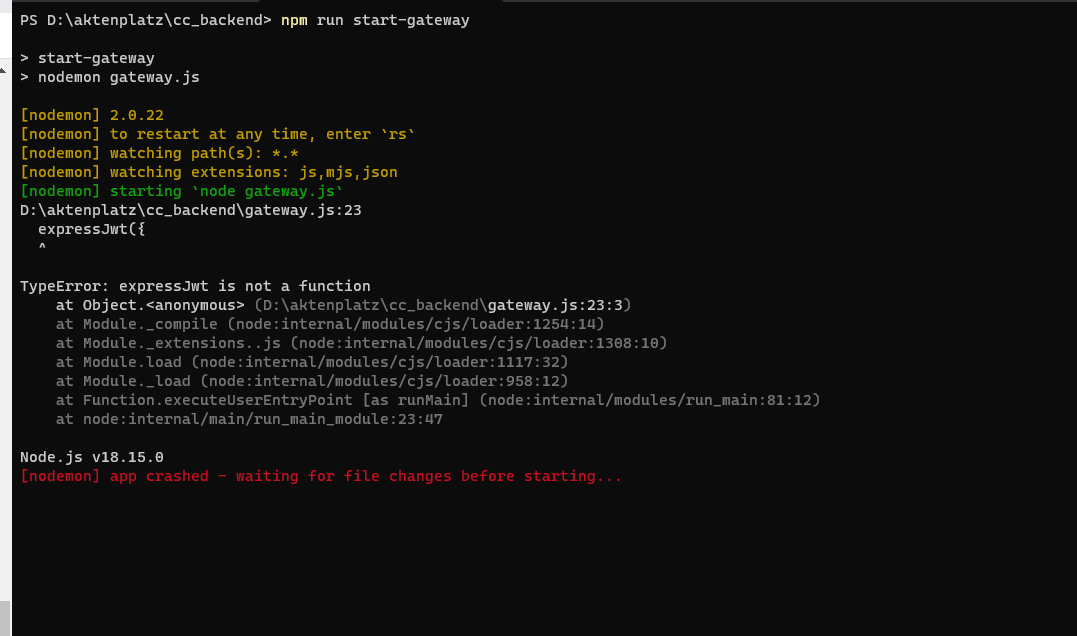 PS D:\aktenplatz\cc_backend> npm run start-gateway
> start-gateway
> nodemon gateway.js
[nodemon] 2.0.22
[nodemon] to restart at any time, enter `rs`
[nodemon] watching path(s): *.*
[nodemon] watching extensions: js,mjs,json
[nodemon] starting `node gateway.js`
D:\aktenplatz\cc_backend\gateway.js:23
  expressJwt({
  ^
TypeError: expressJwt is not a function
    at Object.<anonymous> (D:\aktenplatz\cc_backend\gateway.js:23:3)
    at Module._compile (node:internal/modules/cjs/loader:1254:14)
    at Module._extensions..js (node:internal/modules/cjs/loader:1308:10)
    at Module.load (node:internal/modules/cjs/loader:1117:32)
    at Module._load (node:internal/modules/cjs/loader:958:12)
    at Function.executeUserEntryPoint [as runMain] (node:internal/modules/run_main:81:12)
    at node:internal/main/run_main_module:23:47
Node.js v18.15.0
[nodemon] app crashed - waiting for file changes before starting...